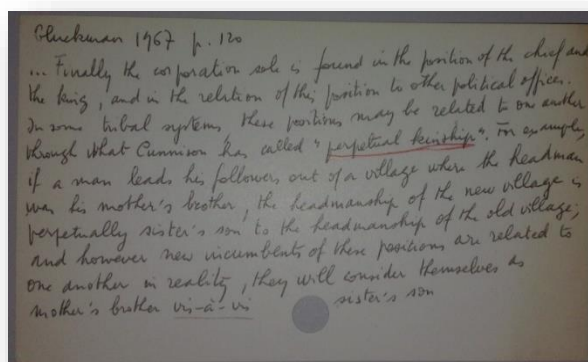 Gluckman 1967 p. 120
... Finally the corporation sole is found in the position of the chief and
the king, and in the relation of this position to other political offices.
In some tribal systems, these positions may be related to one another
through what Cunnison has called "perpetual kinship". For example,
if a man leads his followers out of a village where the headman
was his mother's brother, the headmanship of the new village is
perpetually sister's son to the headmanship of the old village;
and however new incumbents of these positions are related to
one another in reality, they will consider themselves as
mother's brother vis-à-vis sister's son